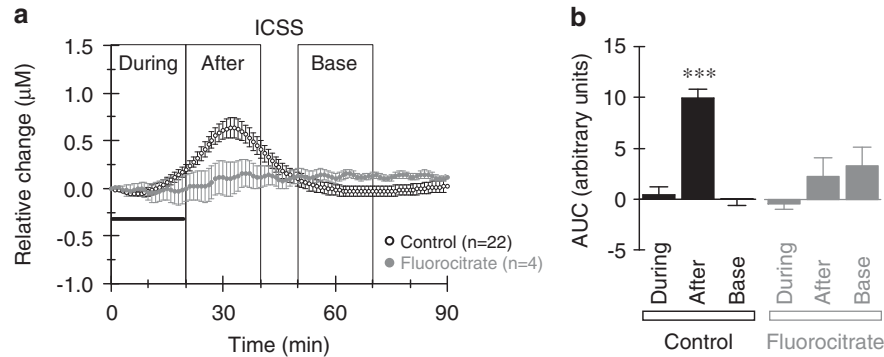 a
ICSS
During After Base
1.5
1.0
0.5
0.0
-0.5
-1.0
Relative change (μM)
0 30 60 90
Time (min)
Control (n=22)
Fluorocitrate (n=4)
b
15
10
5
0
-5
AUC (arbitrary units)
***
During After Base During After Base
Control Fluorocitrate